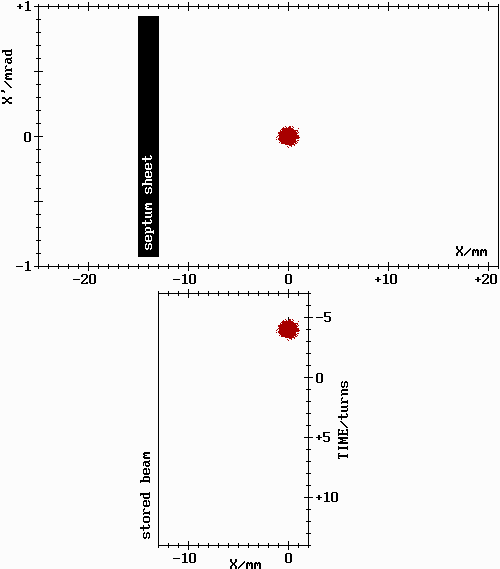 +1
X'/mrad
0
septum sheet
X/mm
-1
-20
-10
0
+10
+20
-5
0
TIME/turns
+5
stored beam
+10
-10
0
X/mm